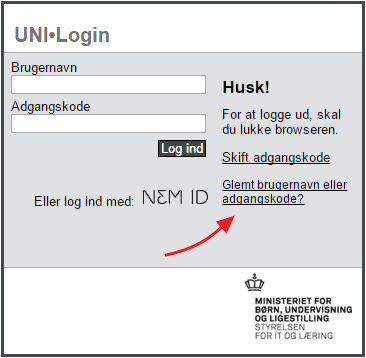 UNI•Login
Brugernavn
Adgangskode
Log ind
Eller log ind med: NEM ID
Husk!
For at logge ud, skal
du lukke browseren.
Skift adgangskode
Glemt brugernavn eller
adgangskode?
MINISTERIET FOR
BØRN, UNDERVISNING
OG LIGESTILLING
STYRELSEN
FOR IT OG LÆRING